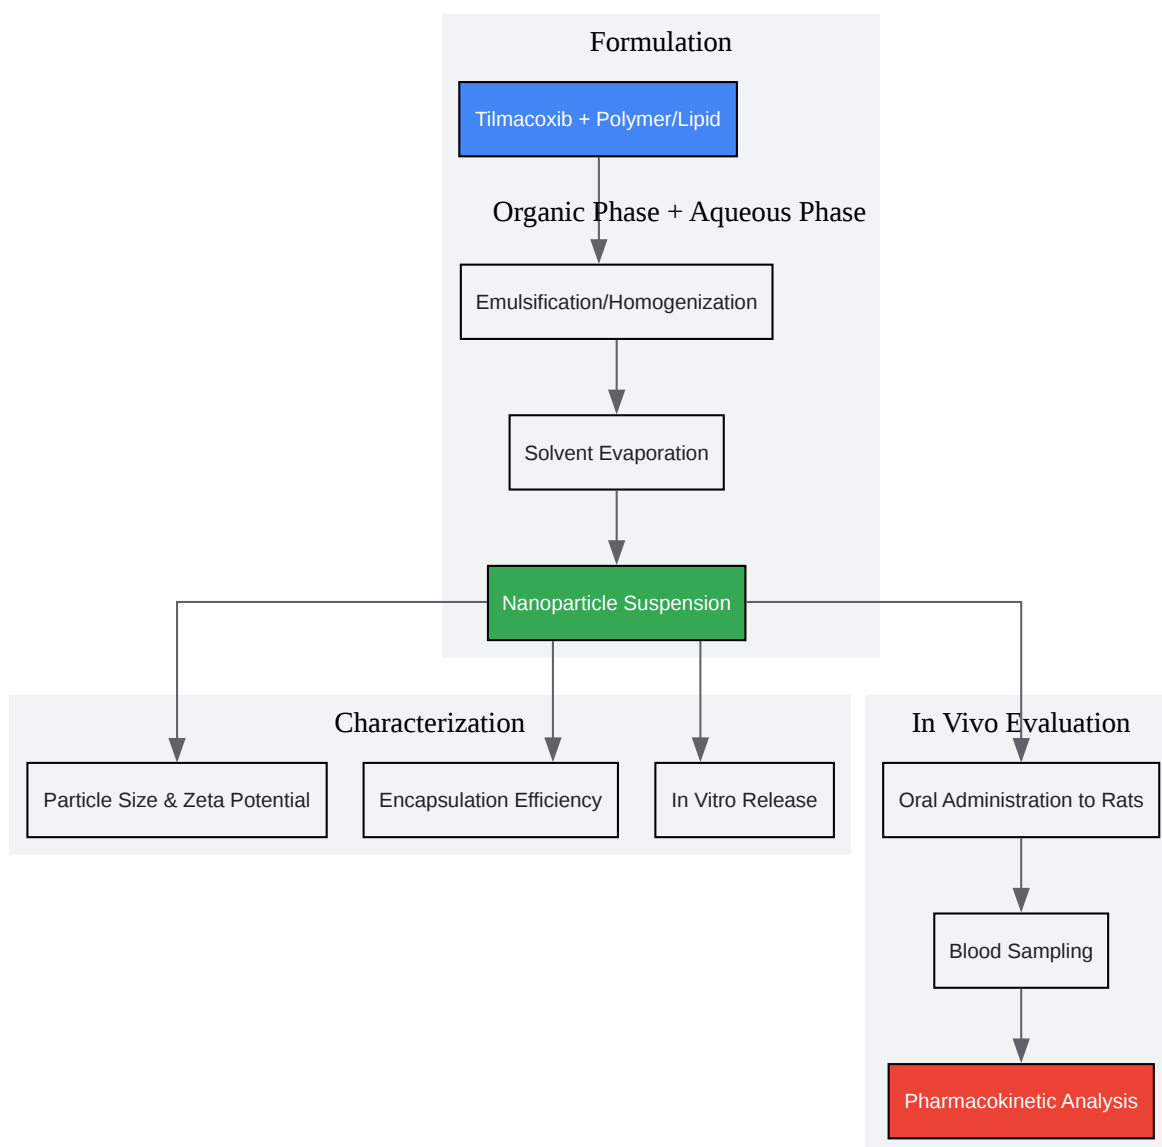 Formulation
Tilmacoxib + Polymer/Lipid
Organic Phase + Aqueous Phase
Emulsification/Homogenization
Solvent Evaporation
Nanoparticle Suspension
Characterization
Particle Size & Zeta Potential
Encapsulation Efficiency
In Vitro Release
In Vivo Evaluation
Oral Administration to Rats
Blood Sampling
Pharmacokinetic Analysis